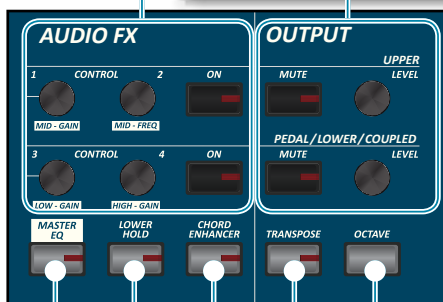 AUDIO FX
OUTPUT
UPPER
1 CONTROL 2 ON MUTE LEVEL
MID - GAIN MID - FREQ
PEDAL/LOWER/COUPLED
3 CONTROL 4 ON MUTE LEVEL
LOW - GAIN HIGH - GAIN
MASTER EQ
LOWER HOLD
CHORD ENHANCER
TRANSPOSE
OCTAVE